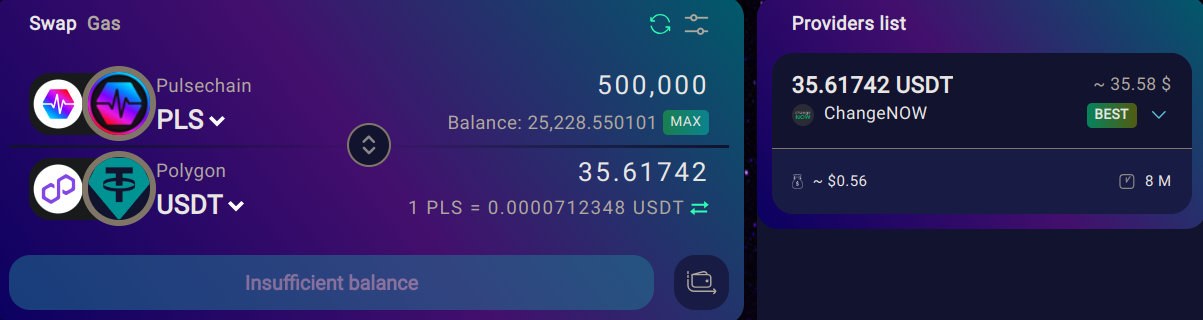 Swap Gas
Pulsechain
PLS
500,000
Balance: 25,228.550101 MAX
Polygon
USDT
35.61742
1 PLS = 0.0000712348 USDT
Insufficient balance
Providers list
35.61742 USDT ~ 35.58 $
ChangeNOW BEST
~ $0.56 8 M